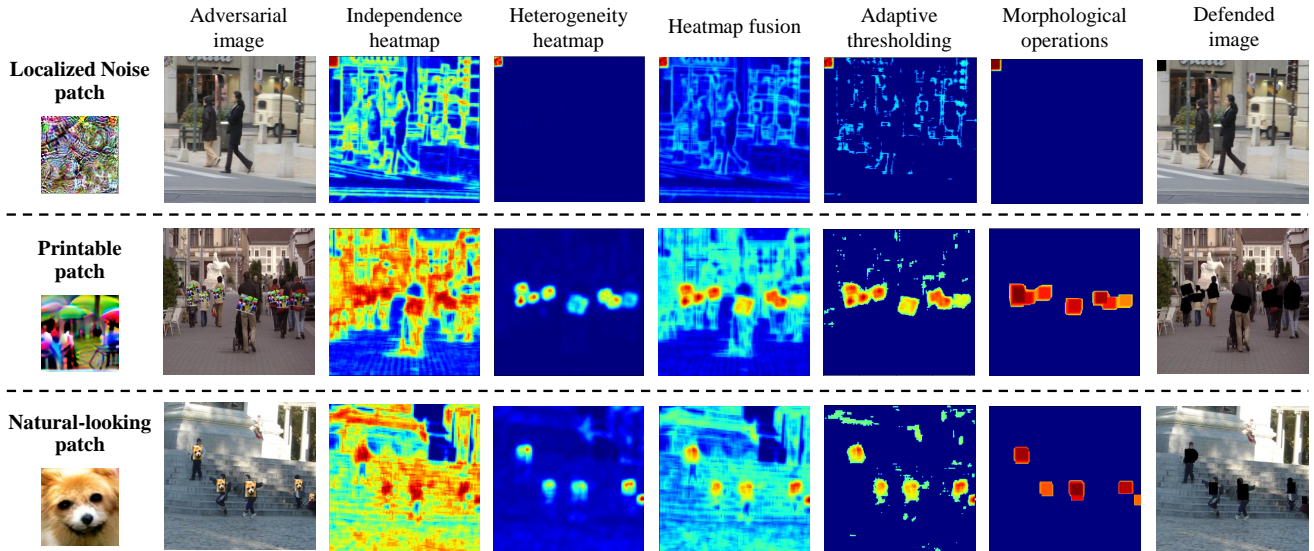 Adversarial image
Independence heatmap
Heterogeneity heatmap
Heatmap fusion
Adaptive thresholding
Morphological operations
Defended image
Localized Noise patch
Printable patch
Natural-looking patch